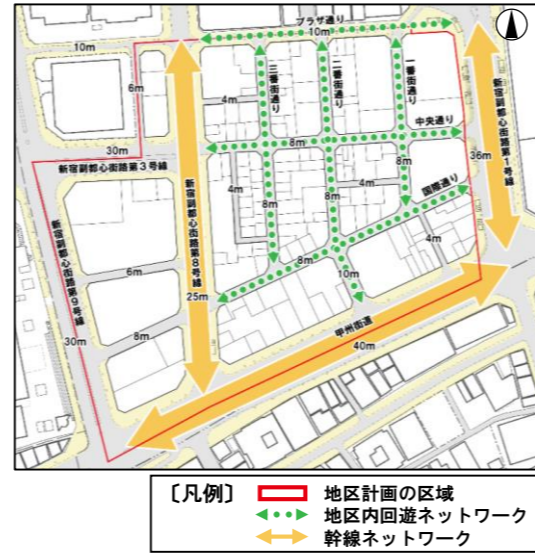 プラザ通り
10m
10m
6m
三番街通り
二番街通り
一番街通り
4m
4m
中央通り
30m
8m
36m
新宿副都心街路第1号線
新宿副都心街路第3号線
新宿副都心街路第8号線
新宿副都心街路第9号線
4m
4m
8m
8m
8m
国際通り
6m
8m
4m
25m
10m
30m
8m
甲州街道
40m
〔凡例〕
地区計画の区域
地区内回遊ネットワーク
幹線ネットワーク